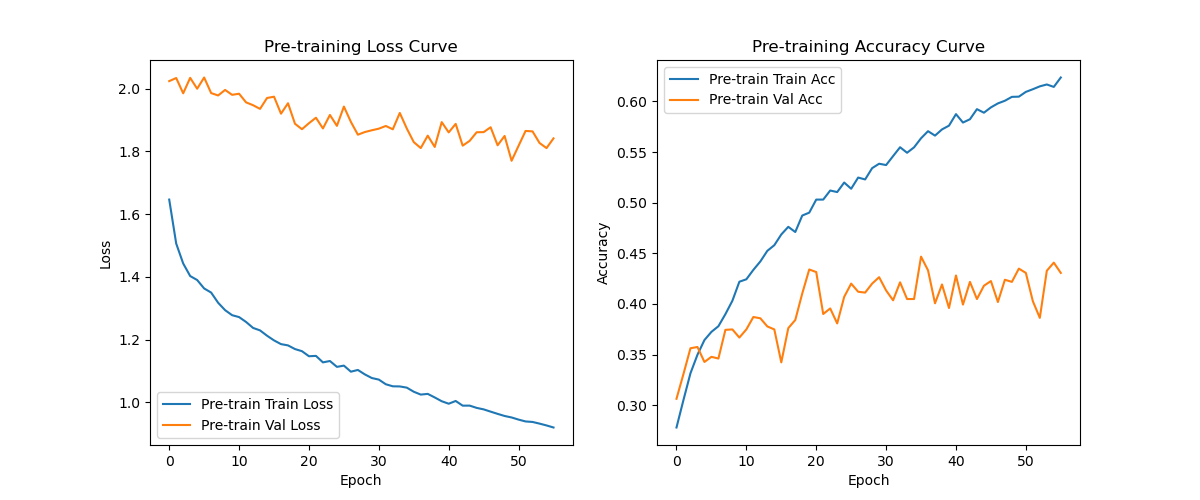 Pre-training Loss Curve
2.0
1.8
1.6
1.4
1.2
1.0
Loss
0
10
20
30
40
50
Epoch
Pre-train Train Loss
Pre-train Val Loss
Pre-training Accuracy Curve
Pre-train Train Acc
Pre-train Val Acc
0.60
0.55
0.50
0.45
0.40
0.35
0.30
Accuracy
0
10
20
30
40
50
Epoch